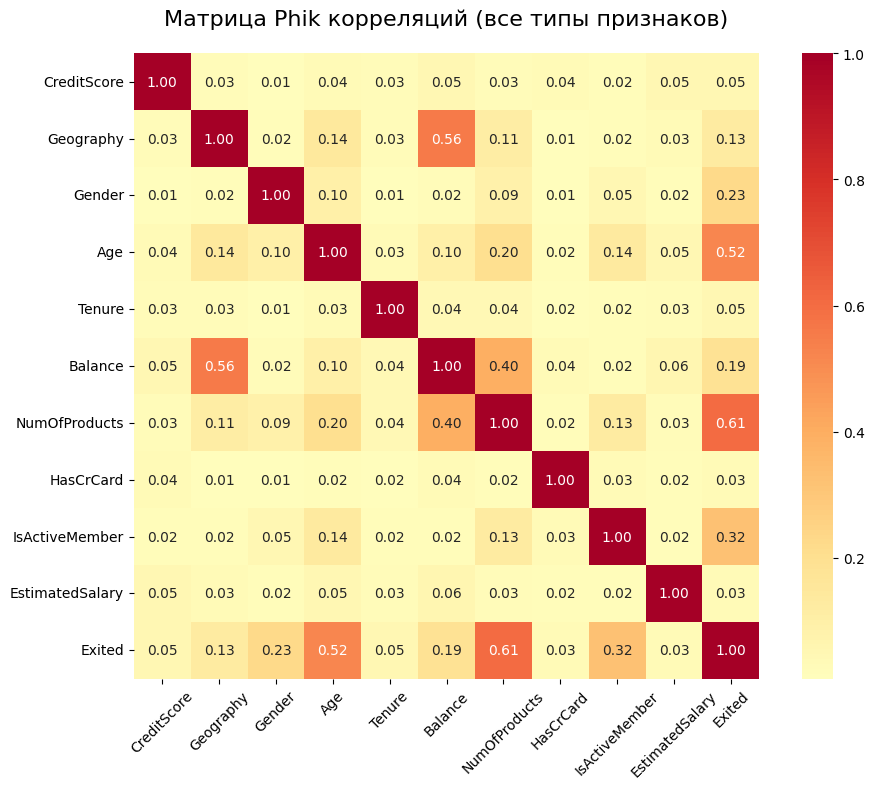 Матрица Phik корреляций (все типы признаков)
CreditScore 1.00 0.03 0.01 0.04 0.03 0.05 0.03 0.04 0.02 0.05 0.05
Geography 0.03 1.00 0.02 0.14 0.03 0.56 0.11 0.01 0.02 0.03 0.13
Gender 0.01 0.02 1.00 0.10 0.01 0.02 0.09 0.01 0.05 0.02 0.23
Age 0.04 0.14 0.10 1.00 0.03 0.10 0.20 0.02 0.14 0.05 0.52
Tenure 0.03 0.03 0.01 0.03 1.00 0.04 0.04 0.02 0.02 0.03 0.05
Balance 0.05 0.56 0.02 0.10 0.04 1.00 0.40 0.04 0.02 0.06 0.19
NumOfProducts 0.03 0.11 0.09 0.20 0.04 0.40 1.00 0.02 0.13 0.03 0.61
HasCrCard 0.04 0.01 0.01 0.02 0.02 0.04 0.02 1.00 0.03 0.02 0.03
IsActiveMember 0.02 0.02 0.05 0.14 0.02 0.02 0.13 0.03 1.00 0.02 0.32
EstimatedSalary 0.05 0.03 0.02 0.05 0.03 0.06 0.03 0.02 0.02 1.00 0.03
Exited 0.05 0.13 0.23 0.52 0.05 0.19 0.61 0.03 0.32 0.03 1.00
CreditScore Geography Gender Age Tenure Balance NumOfProducts HasCrCard IsActiveMember EstimatedSalary Exited
1.0
0.8
0.6
0.4
0.2